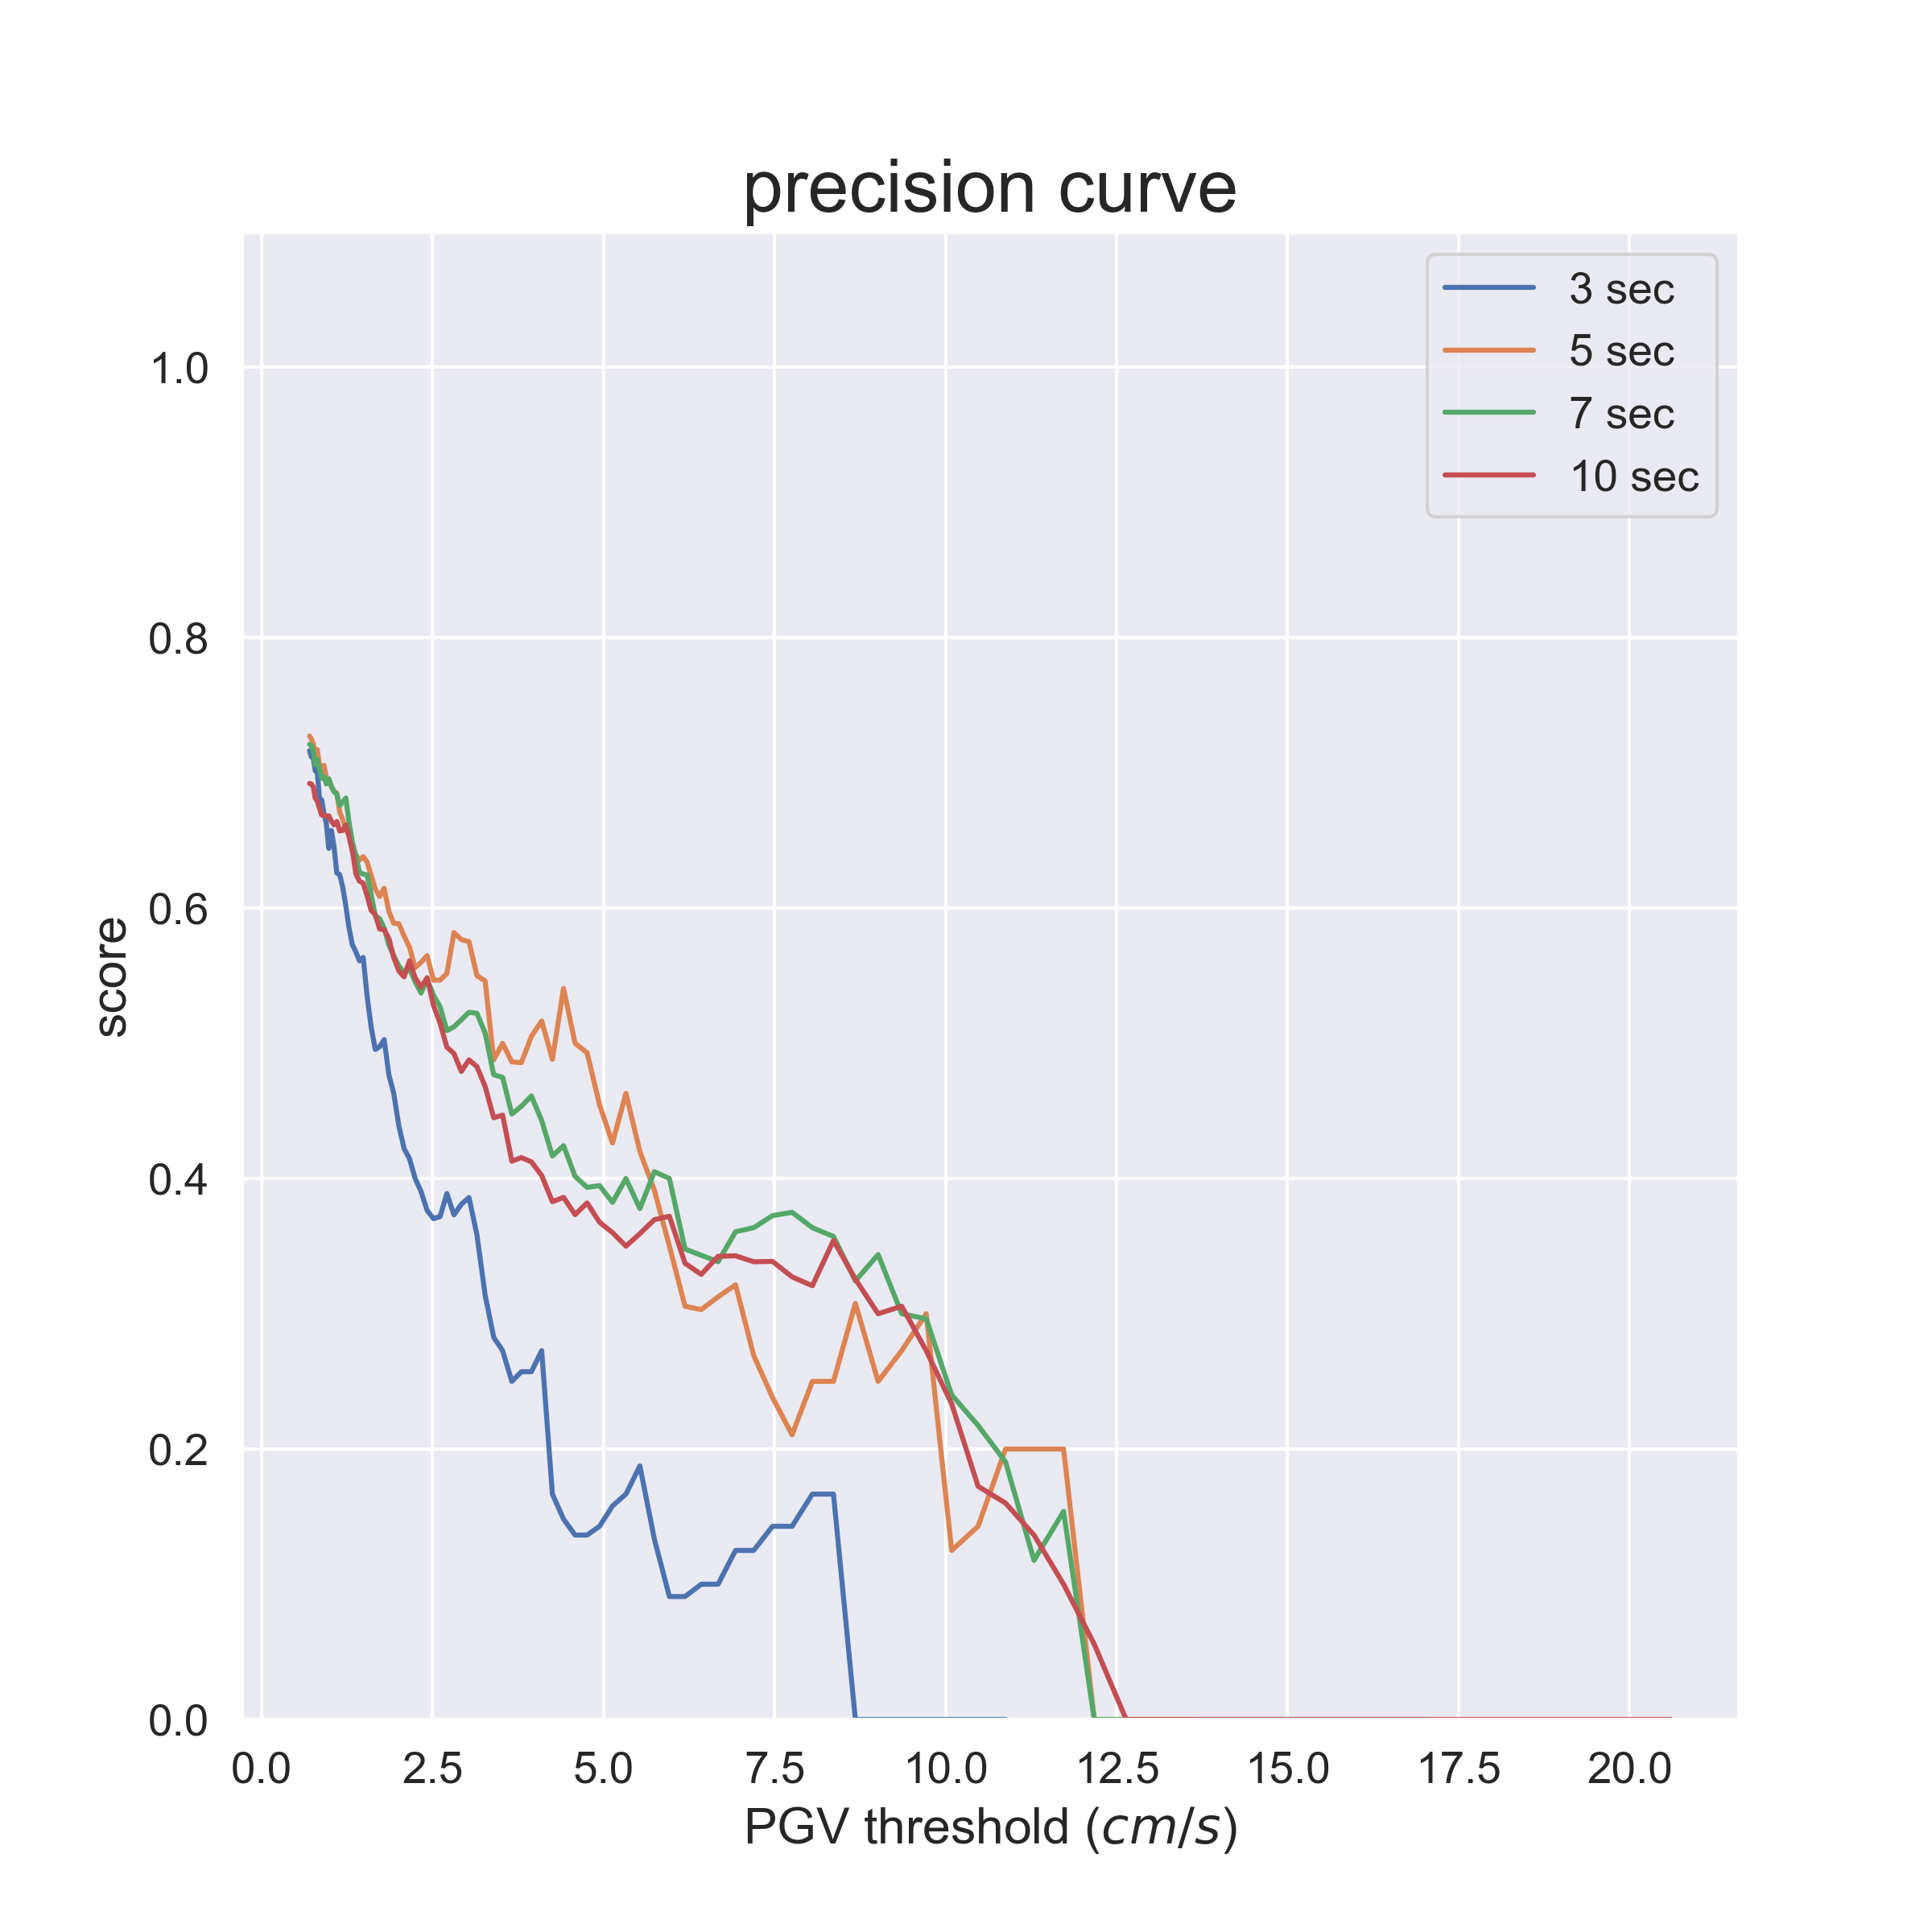 precision curve
3 sec
5 sec
7 sec
10 sec
score
1.0
0.8
0.6
0.4
0.2
0.0
0.0 2.5 5.0 7.5 10.0 12.5 15.0 17.5 20.0
PGV threshold (cm/s)